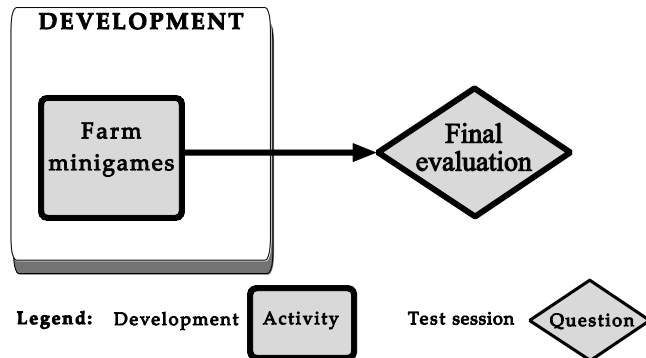 DEVELOPMENT
Farm
minigames
Final
evaluation
Legend: Development Activity Test session Question